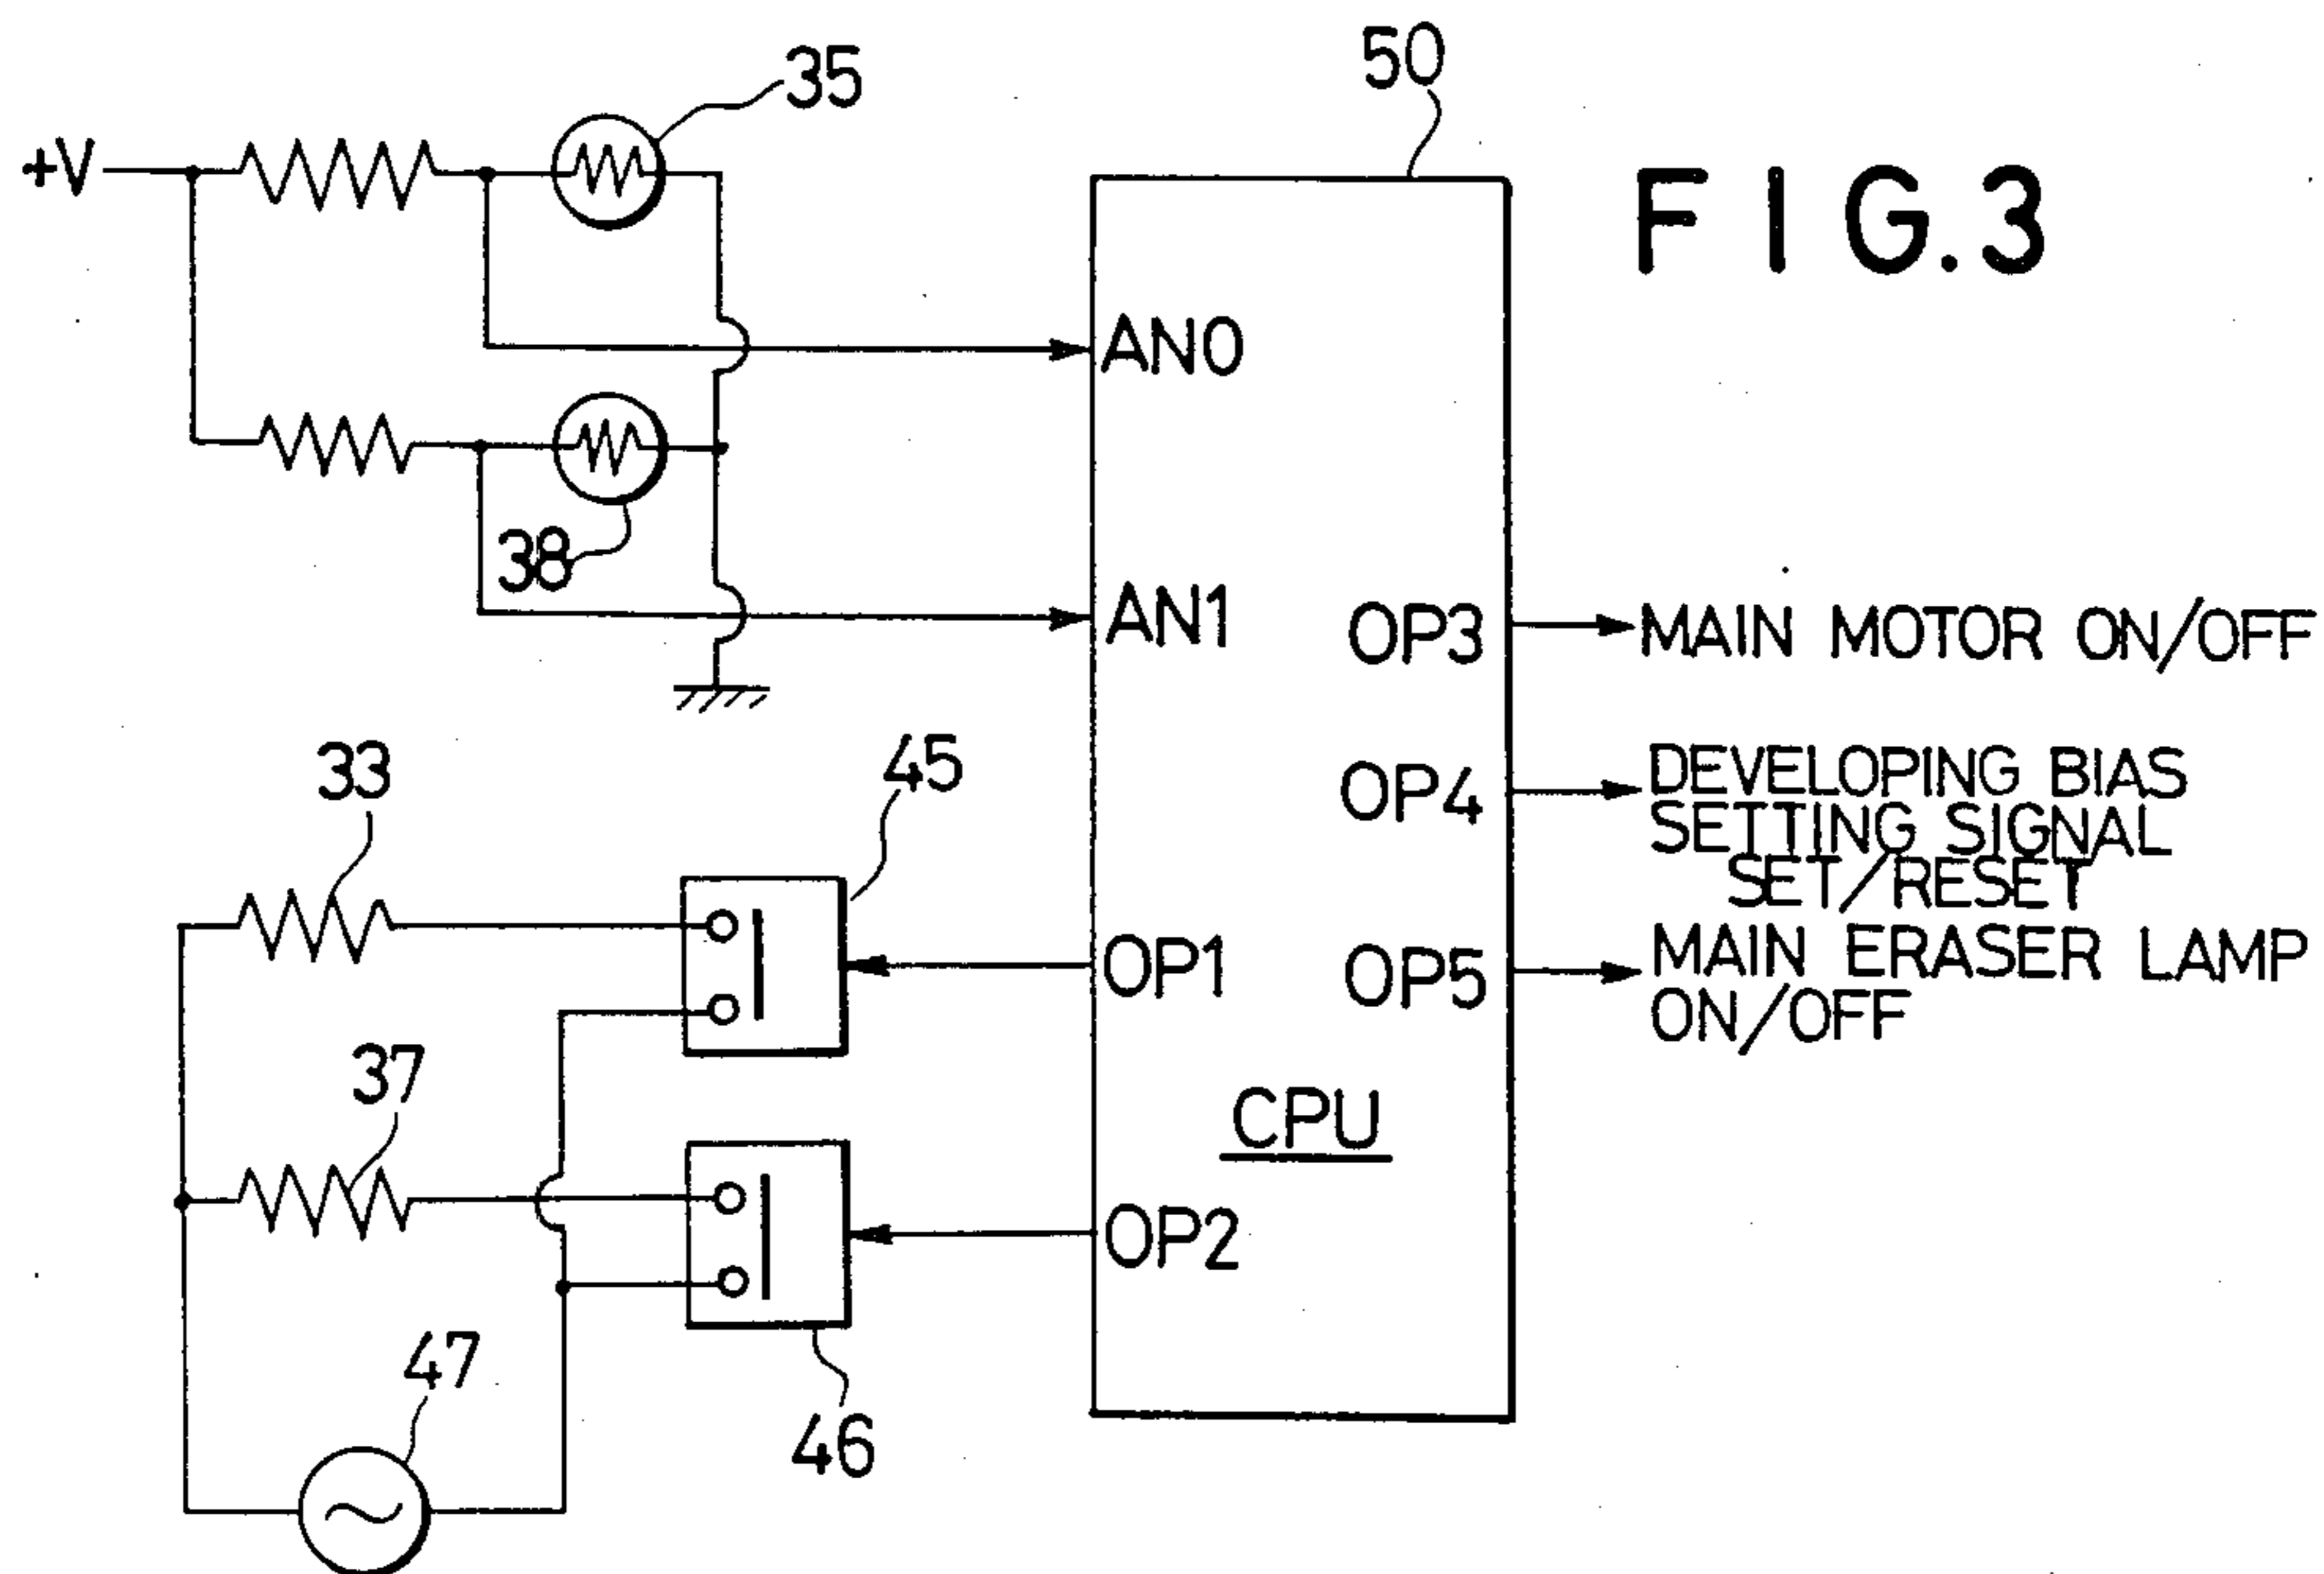 50
35
+V
FIG.3
AN0
38
AN1
OP3
MAIN MOTOR ON/OFF
33
45
OP4
DEVELOPING BIAS
SETTING SIGNAL
SET/RESET
OP1
OP5
MAIN ERASER LAMP
ON/OFF
37
CPU
OP2
47
46